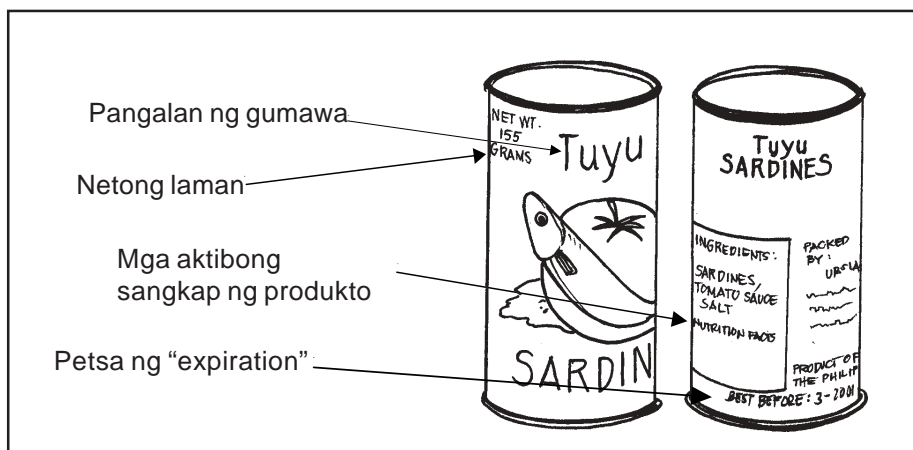 Pangalan ng gumawa
Netong laman
Mga aktibong
sangkap ng produkto
Petsa ng “expiration”
NET WT.
155
GRAMS
Tuyu
SARDIN
Tuyu
SARDINES
INGREDIENTS:
SARDINES,
TOMATO SAUCE
SALT
NUTRITION FACTS
PACKED
BY:
URSULA
PRODUCT OF
THE PHILIP
BEST BEFORE: 3-2001